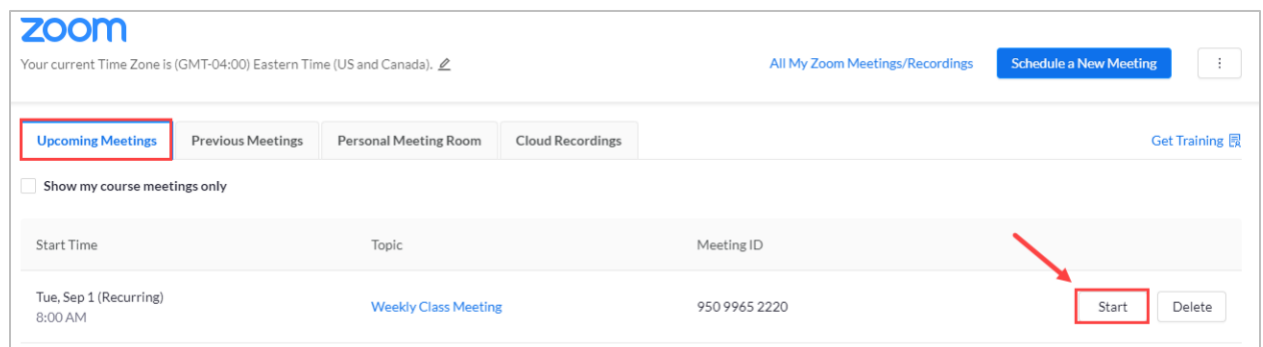 zoom
Your current Time Zone is (GMT-04:00) Eastern Time (US and Canada).
All My Zoom Meetings/Recordings
Schedule a New Meeting
Upcoming Meetings
Previous Meetings
Personal Meeting Room
Cloud Recordings
Get Training
Show my course meetings only
Start Time
Topic
Meeting ID
Tue, Sep 1 (Recurring)
8:00 AM
Weekly Class Meeting
950 9965 2220
Start
Delete